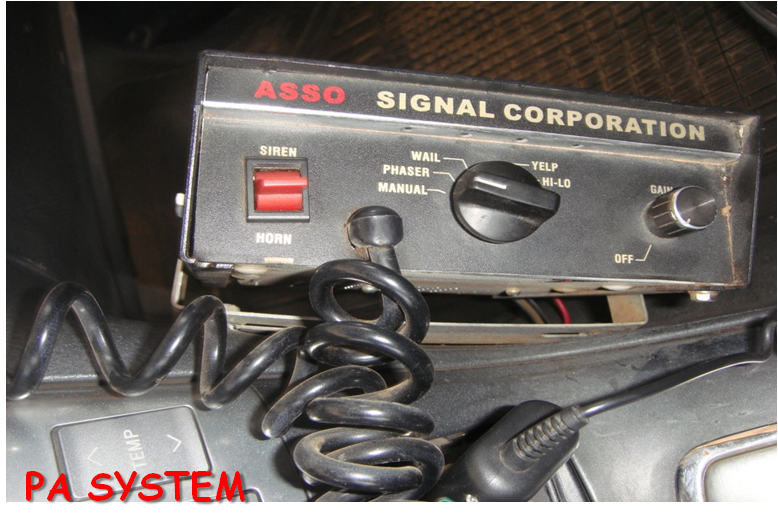 ASSO SIGNAL CORPORATION
SIREN
HORN
WAIL
PHASER
MANUAL
YELP
HI-LO
GAIN
OFF
TEMP
PA SYSTEM